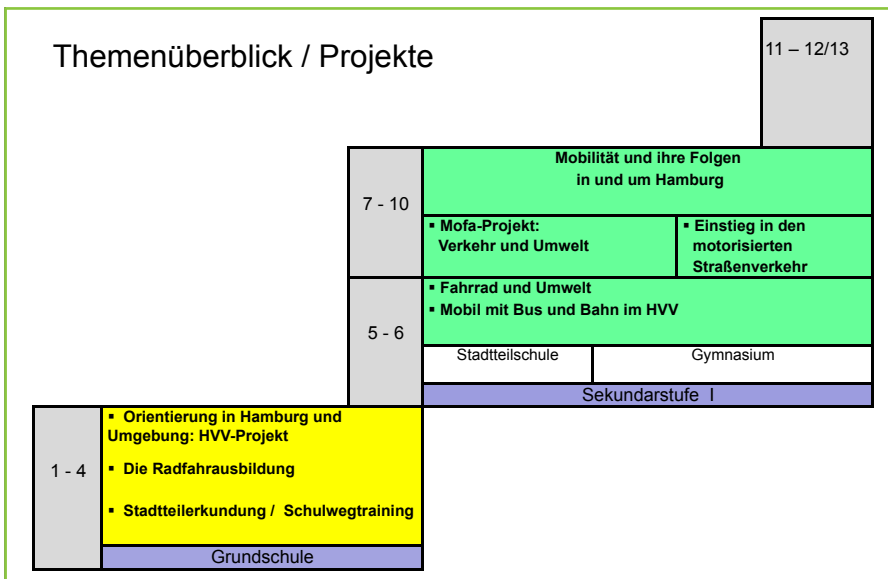 Themenüberblick / Projekte
11 – 12/13
7 - 10
Mobilität und ihre Folgen
in und um Hamburg
▪ Mofa-Projekt:
Verkehr und Umwelt
▪ Einstieg in den
motorisierten
Straßenverkehr
5 - 6
▪ Fahrrad und Umwelt
▪ Mobil mit Bus und Bahn im HVV
Stadtteilschule
Gymnasium
Sekundarstufe I
1 - 4
▪ Orientierung in Hamburg und
Umgebung: HVV-Projekt
▪ Die Radfahrausbildung
▪ Stadtteilerkundung / Schulwegtraining
Grundschule